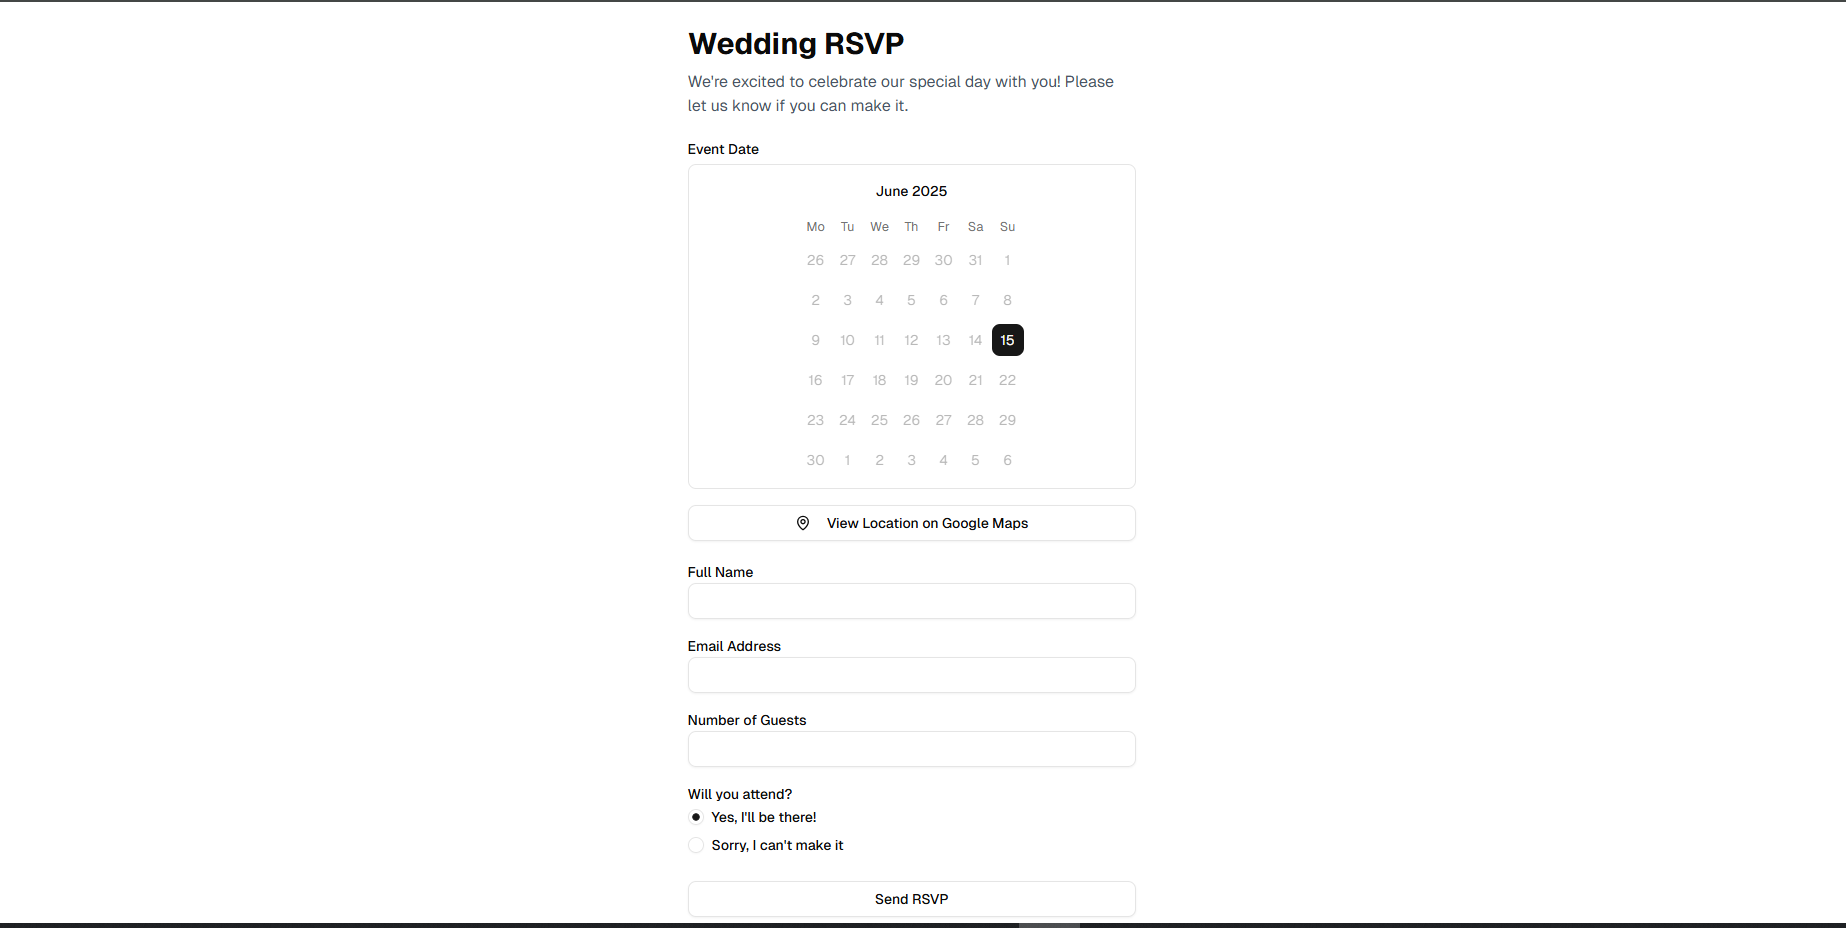 Wedding RSVP
We're excited to celebrate our special day with you! Please
let us know if you can make it.
Event Date
June 2025
Mo Tu We Th Fr Sa Su
26 27 28 29 30 31 1
2 3 4 5 6 7 8
9 10 11 12 13 14 15
16 17 18 19 20 21 22
23 24 25 26 27 28 29
30 1 2 3 4 5 6
View Location on Google Maps
Full Name
Email Address
Number of Guests
Will you attend?
Yes, I'll be there!
Sorry, I can't make it
Send RSVP